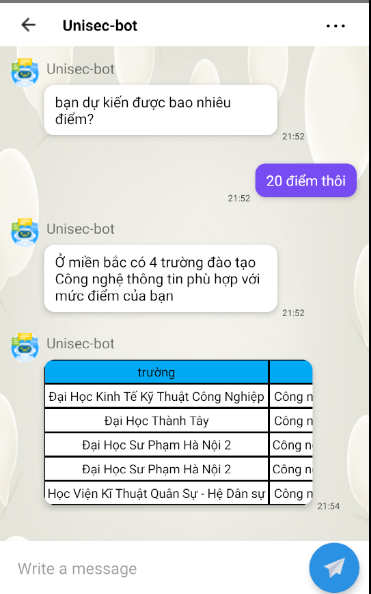 Unisec-bot
Unisec-bot
bạn dự kiến được bao nhiêu
điểm?
21:52
20 điểm thôi
21:52
Unisec-bot
Ở miền bắc có 4 trường đào tạo
Công nghệ thông tin phù hợp với
mức điểm của bạn
21:52
Unisec-bot
trường
Đại Học Kinh Tế Kỹ Thuật Công Nghiệp Công n
Đại Học Thành Tây Công n
Đại Học Sư Phạm Hà Nội 2 Công n
Đại Học Sư Phạm Hà Nội 2 Công n
Học Viện Kĩ Thuật Quân Sự - Hệ Dân sự Công n
21:54
Write a message